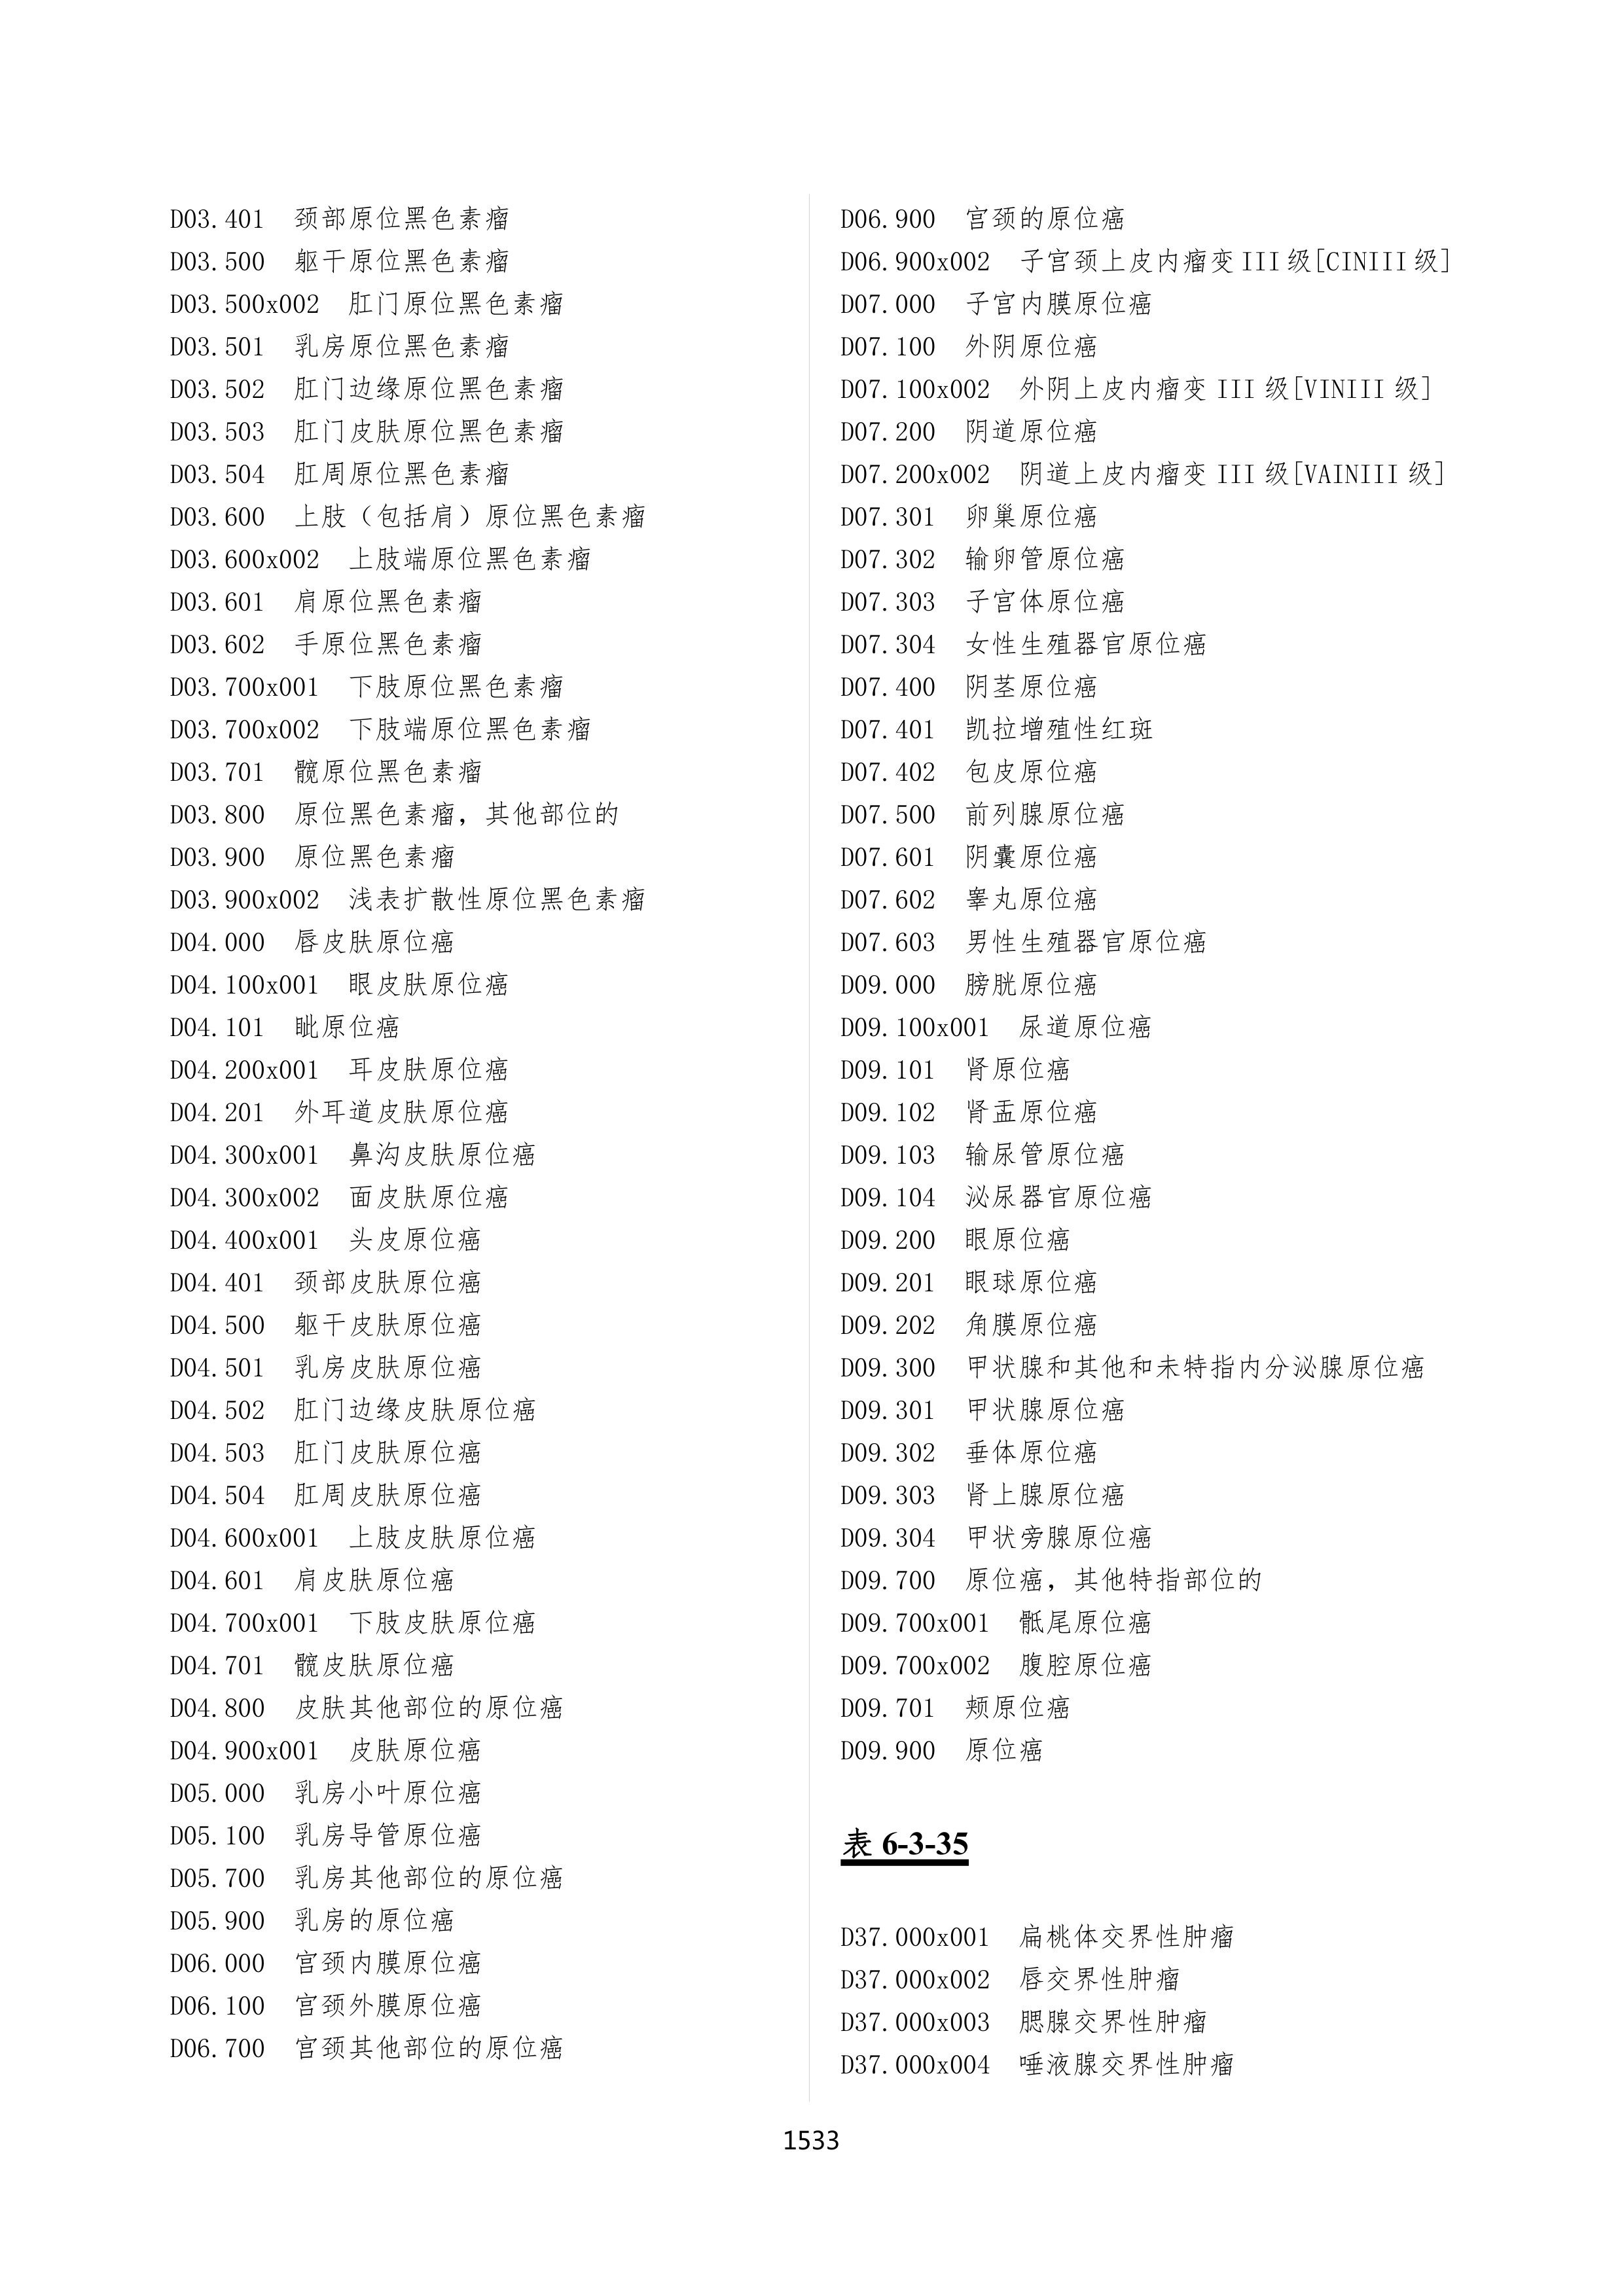 D03.401 颈部原位黑色素瘤
D03.500 躯干原位黑色素瘤
D03.500x002 肛门原位黑色素瘤
D03.501 乳房原位黑色素瘤
D03.502 肛门边缘原位黑色素瘤
D03.503 肛门皮肤原位黑色素瘤
D03.504 肛周原位黑色素瘤
D03.600 上肢（包括肩）原位黑色素瘤
D03.600x002 上肢端原位黑色素瘤
D03.601 肩原位黑色素瘤
D03.602 手原位黑色素瘤
D03.700x001 下肢原位黑色素瘤
D03.700x002 下肢端原位黑色素瘤
D03.701 髋原位黑色素瘤
D03.800 原位黑色素瘤，其他部位的
D03.900 原位黑色素瘤
D03.900x002 浅表扩散性原位黑色素瘤
D04.000 唇皮肤原位癌
D04.100x001 眼皮肤原位癌
D04.101 眦原位癌
D04.200x001 耳皮肤原位癌
D04.201 外耳道皮肤原位癌
D04.300x001 鼻沟皮肤原位癌
D04.300x002 面皮肤原位癌
D04.400x001 头皮原位癌
D04.401 颈部皮肤原位癌
D04.500 躯干皮肤原位癌
D04.501 乳房皮肤原位癌
D04.502 肛门边缘皮肤原位癌
D04.503 肛门皮肤原位癌
D04.504 肛周皮肤原位癌
D04.600x001 上肢皮肤原位癌
D04.601 肩皮肤原位癌
D04.700x001 下肢皮肤原位癌
D04.701 髋皮肤原位癌
D04.800 皮肤其他部位的原位癌
D04.900x001 皮肤原位癌
D05.000 乳房小叶原位癌
D05.100 乳房导管原位癌
D05.700 乳房其他部位的原位癌
D05.900 乳房的原位癌
D06.000 宫颈内膜原位癌
D06.100 宫颈外膜原位癌
D06.700 宫颈其他部位的原位癌
D06.900 宫颈的原位癌
D06.900x002 子宫颈上皮内瘤变 III 级[CINIII 级]
D07.000 子宫内膜原位癌
D07.100 外阴原位癌
D07.100x002 外阴上皮内瘤变 III 级[VINIII 级]
D07.200 阴道原位癌
D07.200x002 阴道上皮内瘤变 III 级[VAINIII 级]
D07.301 卵巢原位癌
D07.302 输卵管原位癌
D07.303 子宫体原位癌
D07.304 女性生殖器官原位癌
D07.400 阴茎原位癌
D07.401 凯拉增殖性红斑
D07.402 包皮原位癌
D07.500 前列腺原位癌
D07.601 阴囊原位癌
D07.602 睾丸原位癌
D07.603 男性生殖器官原位癌
D09.000 膀胱原位癌
D09.100x001 尿道原位癌
D09.101 肾原位癌
D09.102 肾盂原位癌
D09.103 输尿管原位癌
D09.104 泌尿器官原位癌
D09.200 眼原位癌
D09.201 眼球原位癌
D09.202 角膜原位癌
D09.300 甲状腺和其他和未特指内分泌腺原位癌
D09.301 甲状腺原位癌
D09.302 垂体原位癌
D09.303 肾上腺原位癌
D09.304 甲状旁腺原位癌
D09.700 原位癌，其他特指部位的
D09.700x001 骶尾原位癌
D09.700x002 腹腔原位癌
D09.701 颊原位癌
D09.900 原位癌
表 6-3-35
D37.000x001 扁桃体交界性肿瘤
D37.000x002 唇交界性肿瘤
D37.000x003 腮腺交界性肿瘤
D37.000x004 唾液腺交界性肿瘤
1533